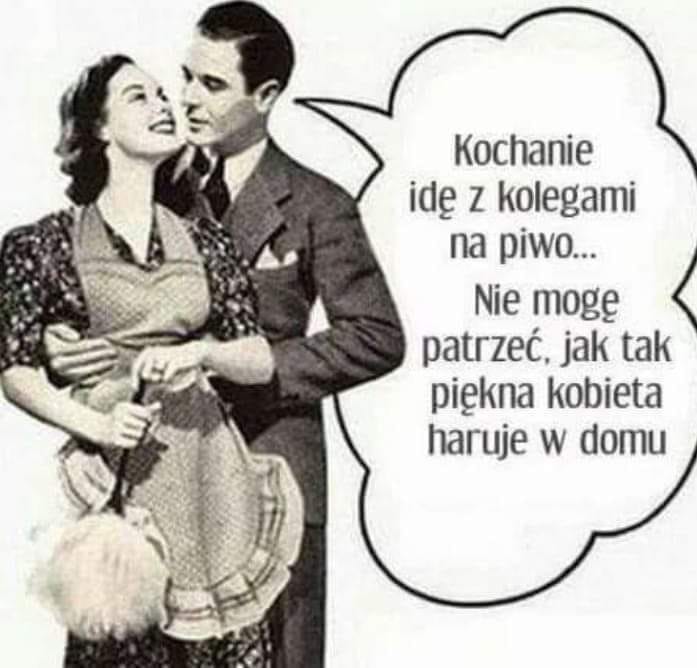 Kochanie
idę z kolegami
na piwo...
Nie mogę
patrzeć, jak tak
piękna kobieta
haruje w domu